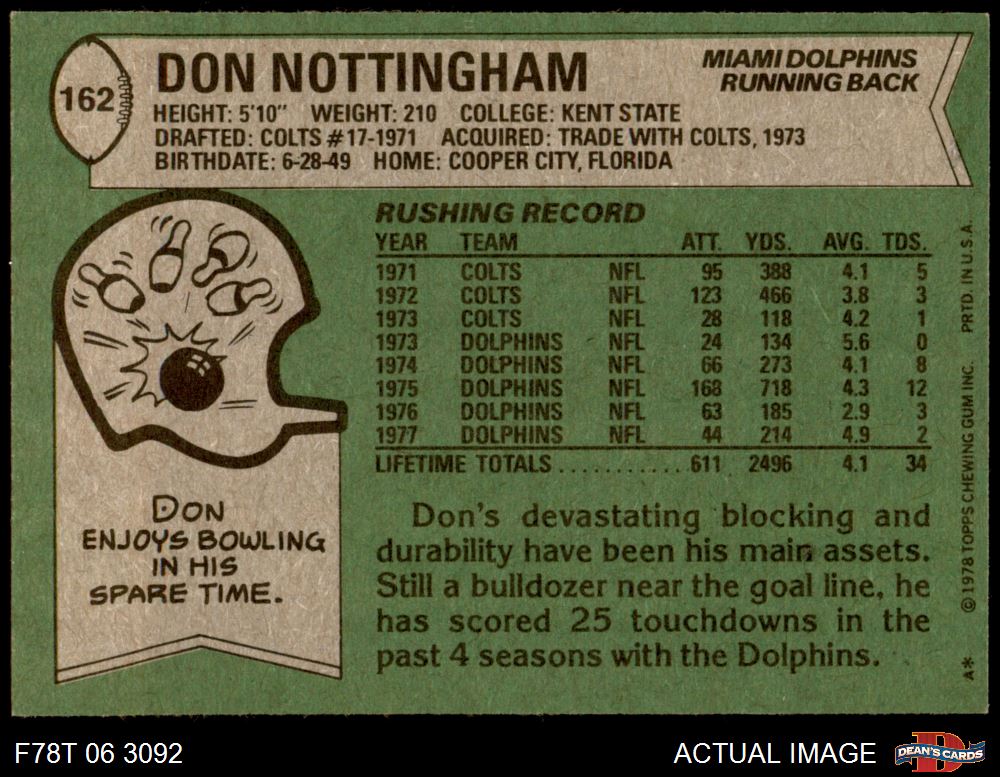 162
DON NOTTINGHAM
MIAMI DOLPHINS
RUNNING BACK
HEIGHT: 5'10" WEIGHT: 210 COLLEGE: KENT STATE
DRAFTED: COLTS #17-1971 ACQUIRED: TRADE WITH COLTS, 1973
BIRTHDATE: 6-28-49 HOME: COOPER CITY, FLORIDA
RUSHING RECORD
YEAR TEAM ATT. YDS. AVG. TDS.
1971 COLTS NFL 95 388 4.1 5
1972 COLTS NFL 123 466 3.8 3
1973 COLTS NFL 28 118 4.2 1
1973 DOLPHINS NFL 24 134 5.6 0
1974 DOLPHINS NFL 66 273 4.1 8
1975 DOLPHINS NFL 168 718 4.3 12
1976 DOLPHINS NFL 63 185 2.9 3
1977 DOLPHINS NFL 44 214 4.9 2
LIFETIME TOTALS............ 611 2496 4.1 34
DON
ENJOYS BOWLING
IN HIS
SPARE TIME.
Don's devastating blocking and
durability have been his main assets.
Still a bulldozer near the goal line, he
has scored 25 touchdowns in the
past 4 seasons with the Dolphins.
A* © 1978 TOPPS CHEWING GUM INC. PRTD. IN U.S.A.
F78T 06 3092
ACTUAL IMAGE
D
DEAN'S CARDS